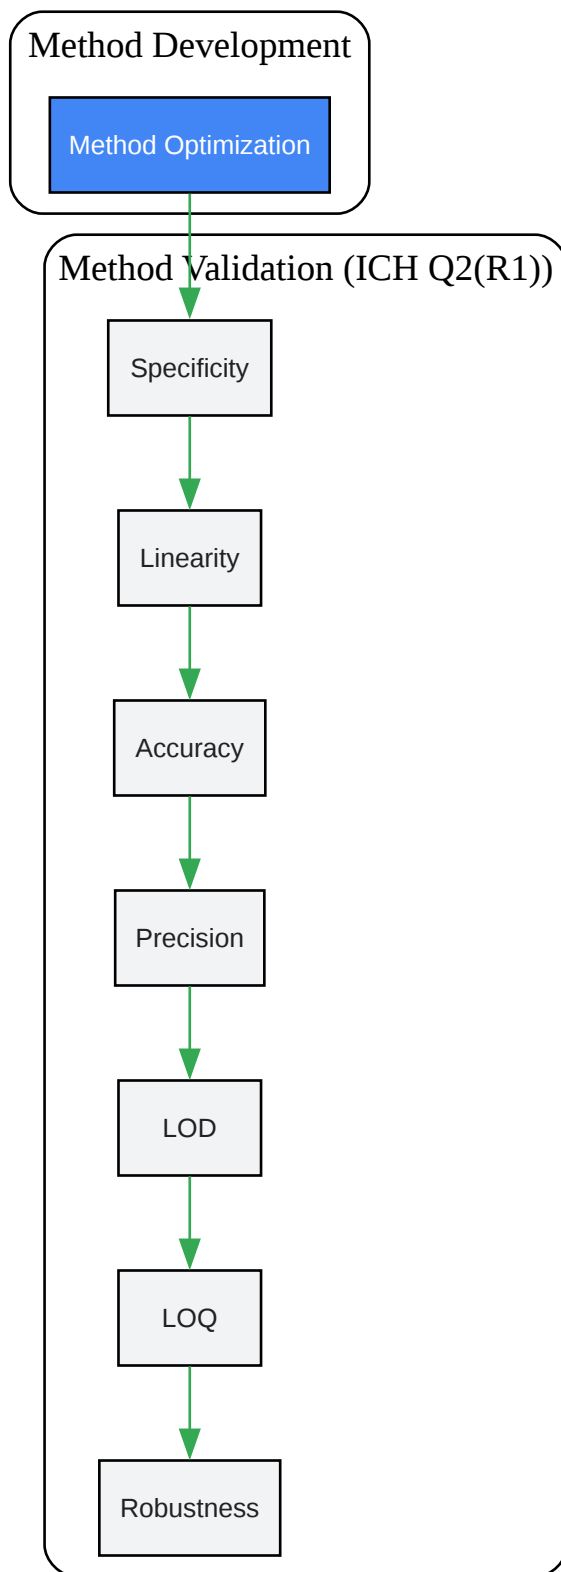 Method Development
Method Optimization
Method Validation (ICH Q2(R1))
Specificity
Linearity
Accuracy
Precision
LOD
LOQ
Robustness